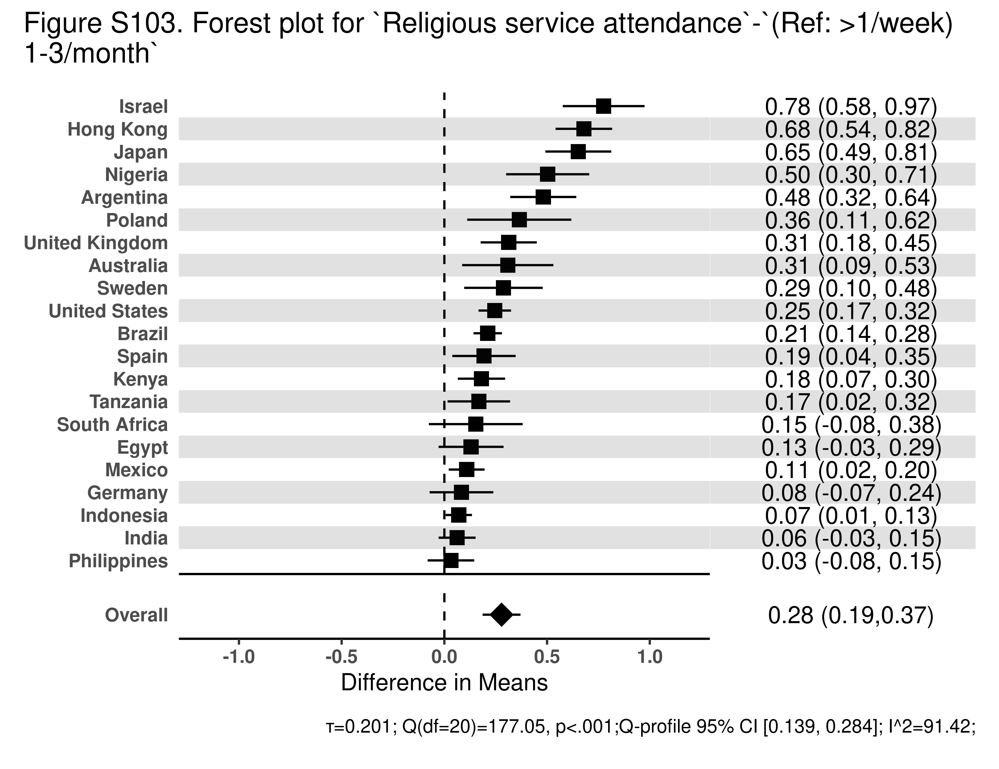 Figure S103. Forest plot for `Religious service attendance`-`(Ref: >1/week)
1-3/month`
Israel 0.78 (0.58, 0.97)
Hong Kong 0.68 (0.54, 0.82)
Japan 0.65 (0.49, 0.81)
Nigeria 0.50 (0.30, 0.71)
Argentina 0.48 (0.32, 0.64)
Poland 0.36 (0.11, 0.62)
United Kingdom 0.31 (0.18, 0.45)
Australia 0.31 (0.09, 0.53)
Sweden 0.29 (0.10, 0.48)
United States 0.25 (0.17, 0.32)
Brazil 0.21 (0.14, 0.28)
Spain 0.19 (0.04, 0.35)
Kenya 0.18 (0.07, 0.30)
Tanzania 0.17 (0.02, 0.32)
South Africa 0.15 (-0.08, 0.38)
Egypt 0.13 (-0.03, 0.29)
Mexico 0.11 (0.02, 0.20)
Germany 0.08 (-0.07, 0.24)
Indonesia 0.07 (0.01, 0.13)
India 0.06 (-0.03, 0.15)
Philippines 0.03 (-0.08, 0.15)
Overall 0.28 (0.19,0.37)
-1.0 -0.5 0.0 0.5 1.0
Difference in Means
τ=0.201; Q(df=20)=177.05, p<.001;Q-profile 95% CI [0.139, 0.284]; I^2=91.42;